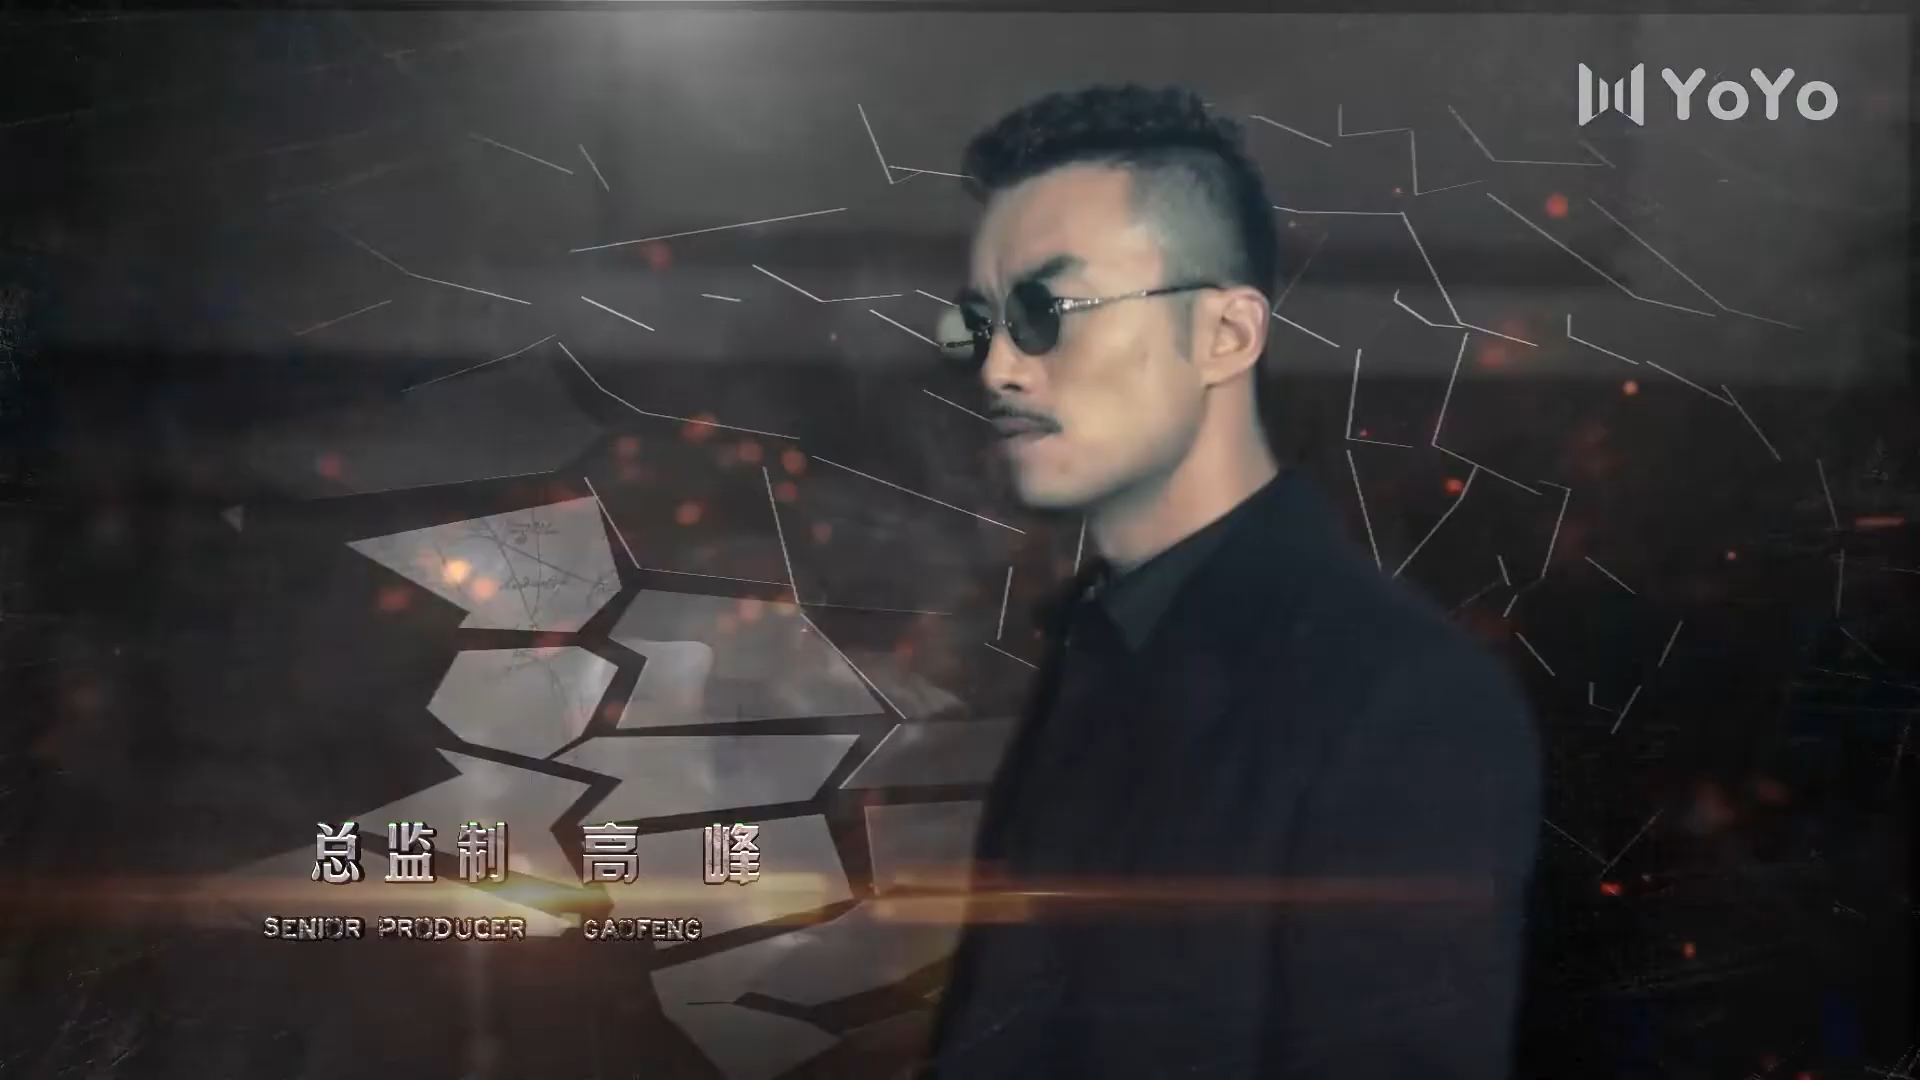 YoYo
总监制 高峰
SENIOR PRODUCER GAOFENG